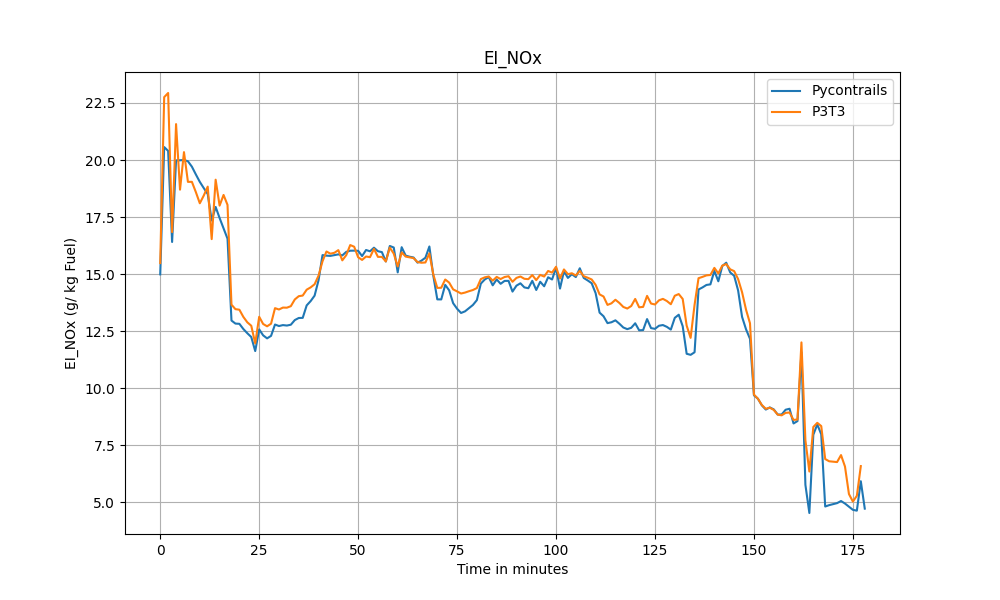 EI_NOx
Pycontrails
P3T3
EI_NOx (g/ kg Fuel)
22.5
20.0
17.5
15.0
12.5
10.0
7.5
5.0
0 25 50 75 100 125 150 175
Time in minutes